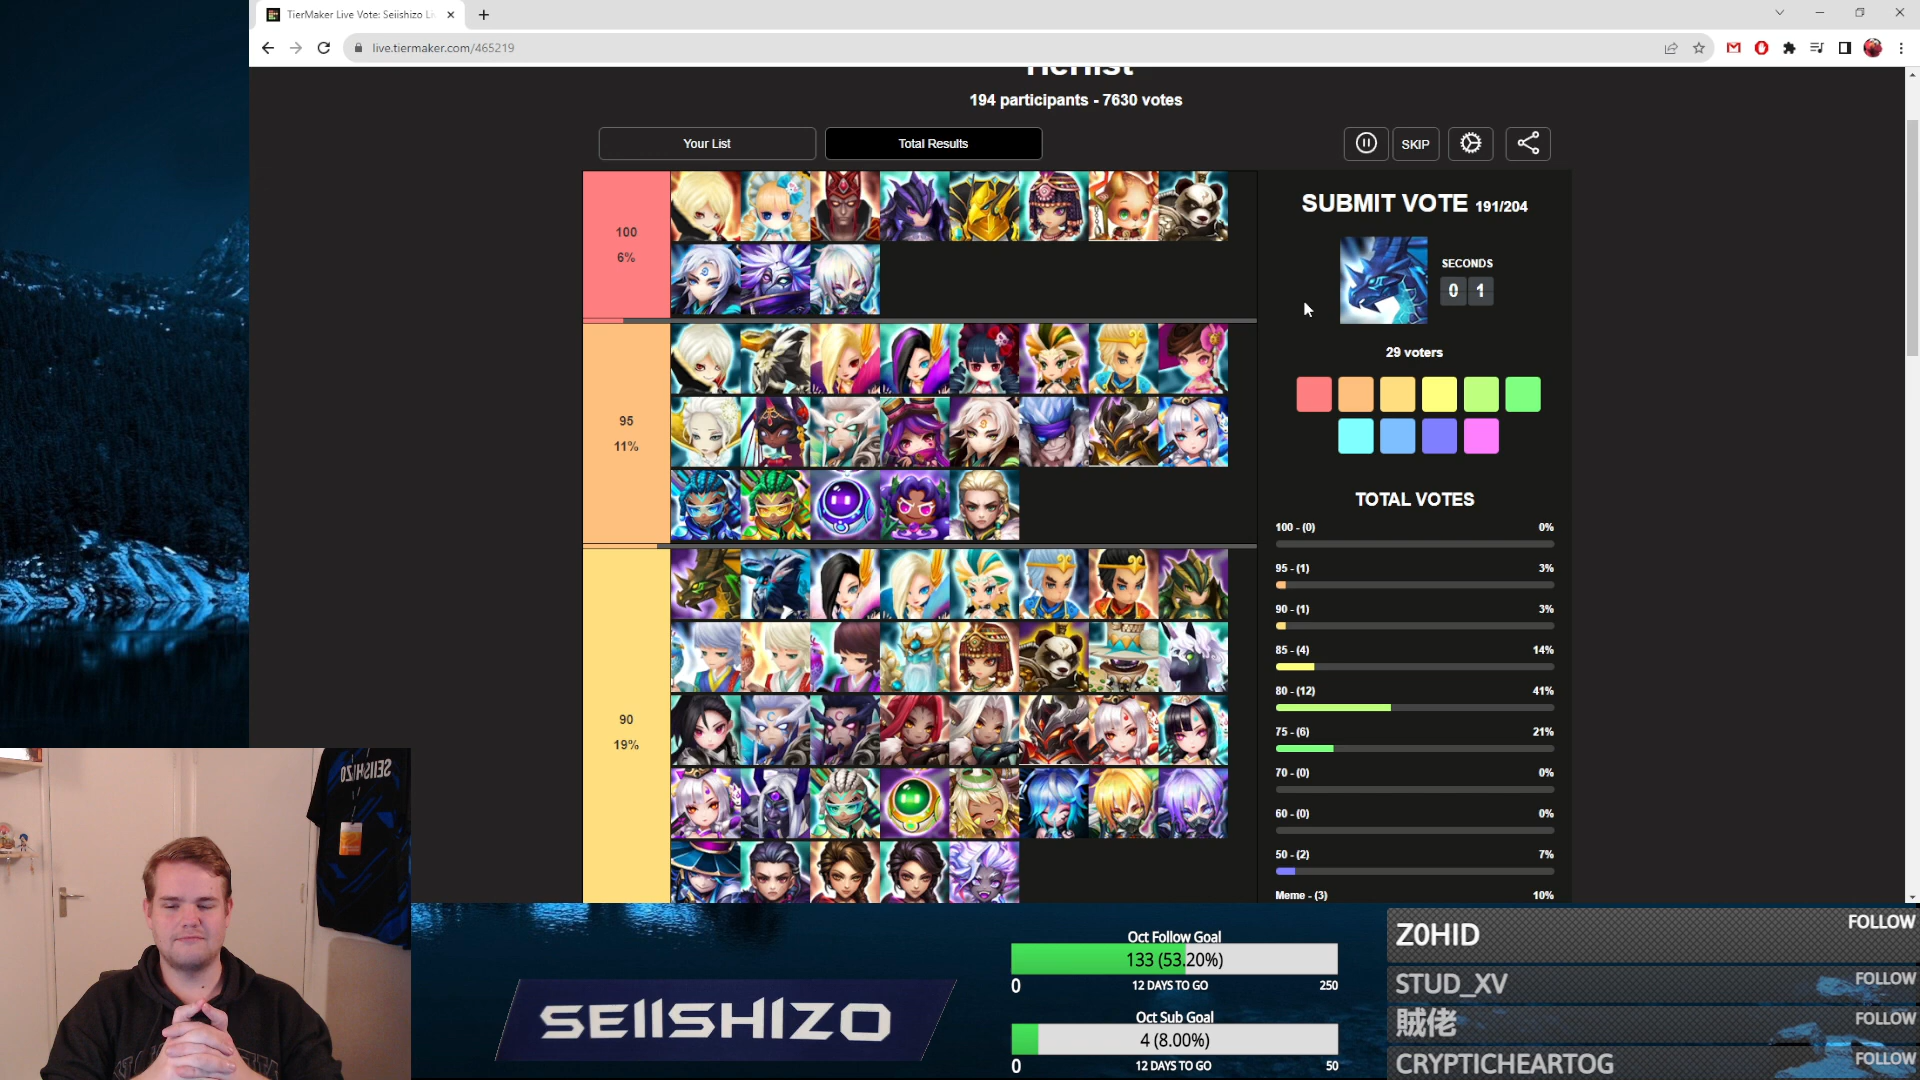 TierMaker Live Vote: Seiishizo Li
live.tiermaker.com/465219
194 participants - 7630 votes
Your List
Total Results
SKIP
100
6%
95
11%
90
19%
SUBMIT VOTE 191/204
SECONDS
0 1
29 voters
TOTAL VOTES
100 - (0) 0%
95 - (1) 3%
90 - (1) 3%
85 - (4) 14%
80 - (12) 41%
75 - (6) 21%
70 - (0) 0%
60 - (0) 0%
50 - (2) 7%
Meme - (3) 10%
SEIISHIZO
SEIISHIZO
Oct Follow Goal
133 (53.20%)
0 12 DAYS TO GO 250
Oct Sub Goal
4 (8.00%)
0 12 DAYS TO GO 50
Z0HID FOLLOW
STUD_XV FOLLOW
賊佬 FOLLOW
CRYPTICHEARTOG FOLLOW